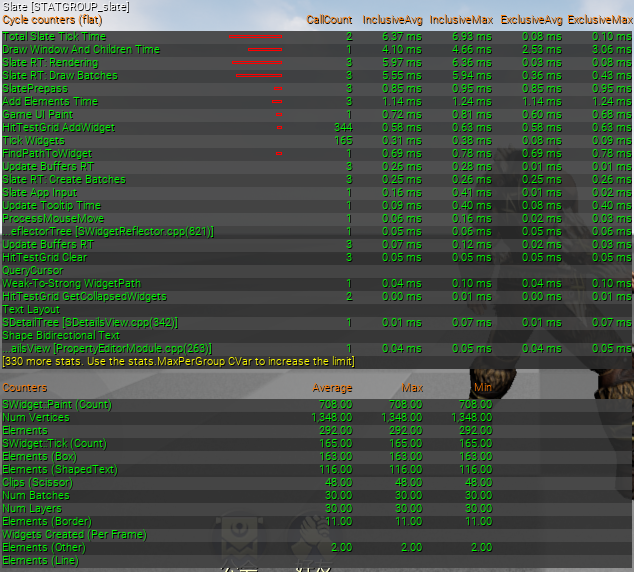 Slate [STATGROUP_slate]
Cycle counters (flat) CallCount InclusiveAvg InclusiveMax ExclusiveAvg ExclusiveMax
Total Slate Tick Time 2 6.37 ms 6.93 ms 0.08 ms 0.10 ms
Draw Window And Children Time 1 4.10 ms 4.66 ms 2.53 ms 3.06 ms
Slate RT: Rendering 3 5.97 ms 6.36 ms 0.03 ms 0.08 ms
Slate RT: Draw Batches 3 5.55 ms 5.94 ms 0.36 ms 0.43 ms
SlatePrepass 3 0.85 ms 0.95 ms 0.85 ms 0.95 ms
Add Elements Time 3 1.14 ms 1.24 ms 1.14 ms 1.24 ms
Game UI Paint 1 0.72 ms 0.81 ms 0.60 ms 0.68 ms
HitTestGrid AddWidget 344 0.58 ms 0.63 ms 0.58 ms 0.63 ms
Tick Widgets 165 0.31 ms 0.38 ms 0.08 ms 0.09 ms
FindPathToWidget 1 0.69 ms 0.78 ms 0.69 ms 0.78 ms
Update Buffers RT 3 0.26 ms 0.28 ms 0.01 ms 0.01 ms
Slate RT: Create Batches 3 0.25 ms 0.26 ms 0.25 ms 0.26 ms
Slate App Input 1 0.16 ms 0.41 ms 0.01 ms 0.02 ms
Update Tooltip Time 1 0.09 ms 0.40 ms 0.08 ms 0.40 ms
ProcessMouseMove 1 0.06 ms 0.16 ms 0.02 ms 0.03 ms
...eflectorTree [SWidgetReflector.cpp(821)] 1 0.05 ms 0.06 ms 0.05 ms 0.06 ms
Update Buffers RT 3 0.07 ms 0.12 ms 0.02 ms 0.03 ms
HitTestGrid Clear 3 0.05 ms 0.05 ms 0.05 ms 0.05 ms
QueryCursor
Weak-To-Strong WidgetPath 1 0.04 ms 0.10 ms 0.04 ms 0.10 ms
HitTestGrid GetCollapsedWidgets 2 0.00 ms 0.01 ms 0.00 ms 0.01 ms
Text Layout
SDetailTree [SDetailsView.cpp(342)] 1 0.01 ms 0.07 ms 0.01 ms 0.07 ms
Shape Bidirectional Text
...ailsView [PropertyEditorModule.cpp(263)] 1 0.04 ms 0.05 ms 0.04 ms 0.05 ms
[330 more stats. Use the stats.MaxPerGroup CVar to increase the limit]
Counters Average Max Min
SWidget::Paint (Count) 708.00 708.00 708.00
Num Vertices 1,348.00 1,348.00 1,348.00
Elements 292.00 292.00 292.00
SWidget::Tick (Count) 165.00 165.00 165.00
Elements (Box) 163.00 163.00 163.00
Elements (ShapedText) 116.00 116.00 116.00
Clips (Scissor) 48.00 48.00 48.00
Num Batches 30.00 30.00 30.00
Num Layers 30.00 30.00 30.00
Elements (Border) 11.00 11.00 11.00
Widgets Created (Per Frame)
Elements (Other) 2.00 2.00 2.00
Elements (Line)